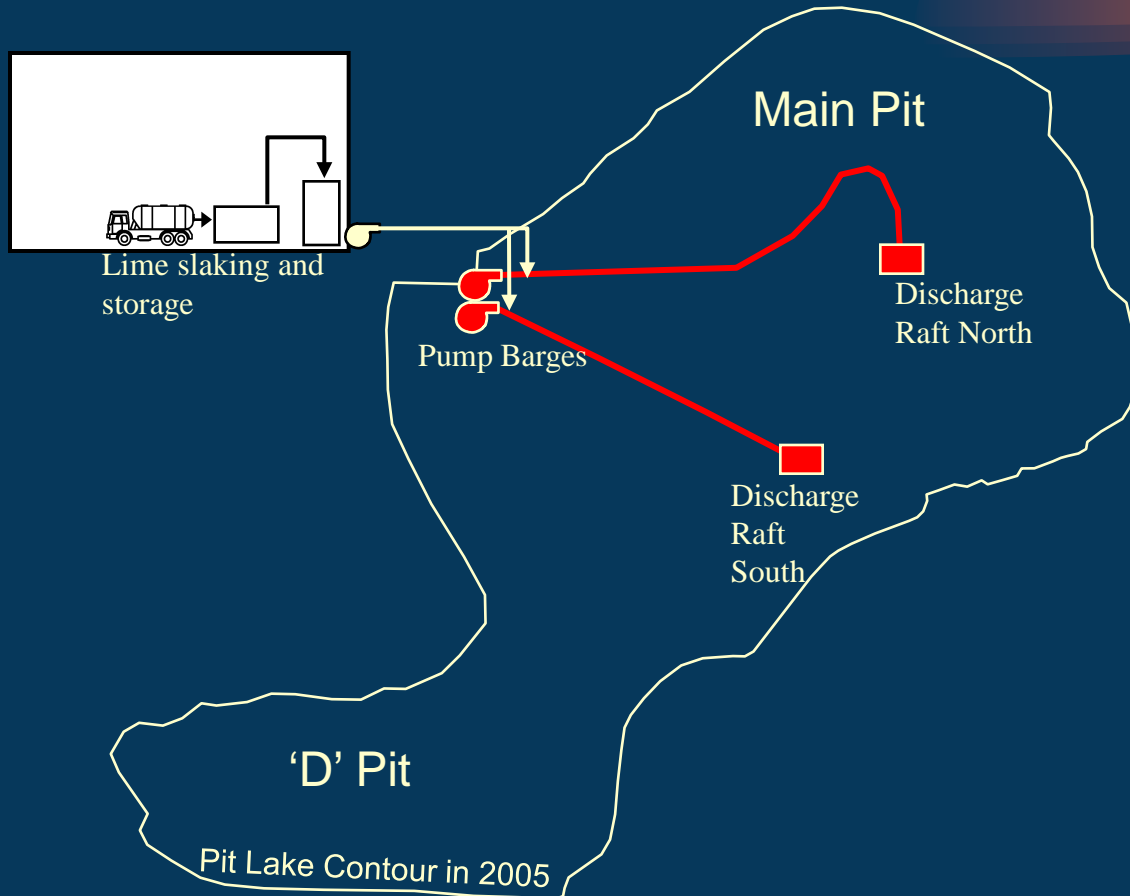 Main Pit
Lime slaking and
storage
Discharge
Raft North
Pump Barges
Discharge
Raft
South
‘D’ Pit
Pit Lake Contour in 2005